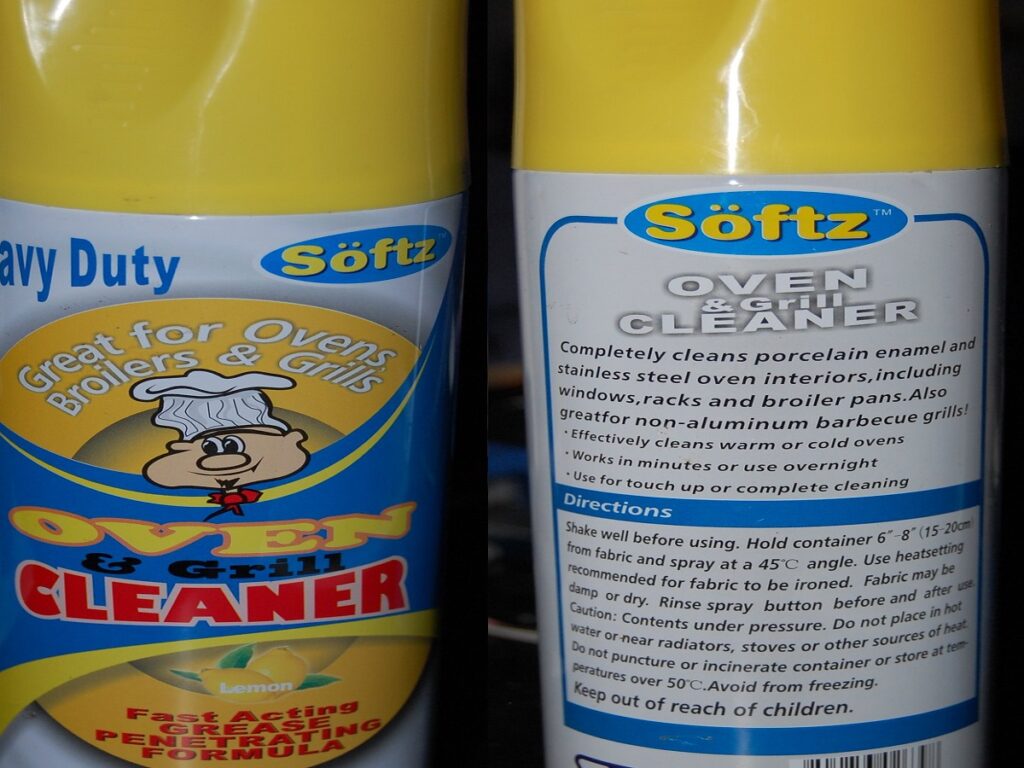 avy Duty
Söftz™
Great for Ovens
Broilers & Grills
OVEN
& Grill
CLEANER
Lemon
Fast Acting
GREASE
PENETRATING
FORMULA
Söftz™
OVEN
& Grill
CLEANER
Completely cleans porcelain enamel and
stainless steel oven interiors,including
windows,racks and broiler pans.Also
greatfor non-aluminum barbecue grills!
·Effectively cleans warm or cold ovens
·Works in minutes or use overnight
·Use for touch up or complete cleaning
Directions
Shake well before using. Hold container 6"-8" (15-20cm)
from fabric and spray at a 45℃ angle. Use heatsetting
recommended for fabric to be ironed. Fabric may be
damp or dry. Rinse spray button before and after use.
Caution: Contents under pressure. Do not place in hot
water or near radiators, stoves or other sources of heat.
Do not puncture or incinerate container or store at tem-
peratures over 50℃.Avoid from freezing.
Keep out of reach of children.